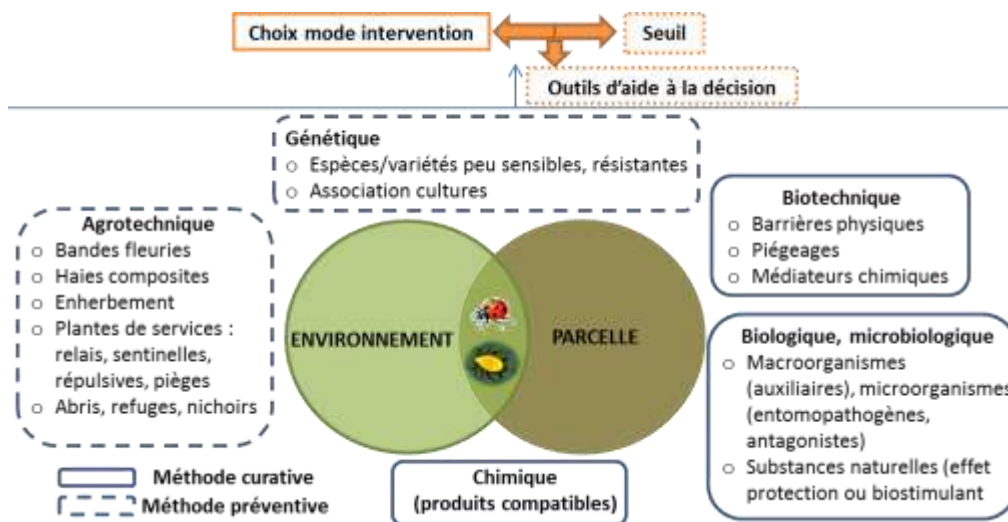 Choix mode intervention
Seuil
Outils d'aide à la décision
Génétique
o Espèces/variétés peu sensibles, résistantes
o Association cultures
Agrotechnique
o Bandes fleuries
o Haies composites
o Enherbement
o Plantes de services :
relais, sentinelles,
répulsives, pièges
o Abris, refuges, nichoirs
ENVIRONNEMENT
PARCELLE
Biotechnique
o Barrières physiques
o Piégeages
o Médiateurs chimiques
Biologique, microbiologique
o Macroorganismes
(auxiliaires), microorganismes
(entomopathogènes,
antagonistes)
o Substances naturelles (effet
protection ou biostimulant
Méthode curative
Méthode préventive
Chimique
(produits compatibles)